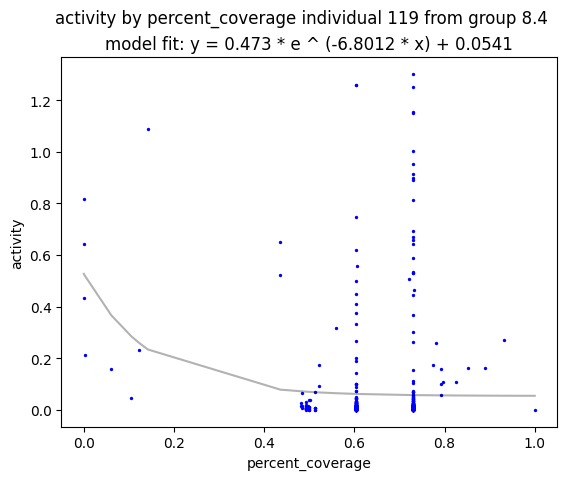 activity by percent_coverage individual 119 from group 8.4
model fit: y = 0.473 * e ^ (-6.8012 * x) + 0.0541
1.2
1.0
0.8
0.6
0.4
0.2
0.0
activity
0.0 0.2 0.4 0.6 0.8 1.0
percent_coverage